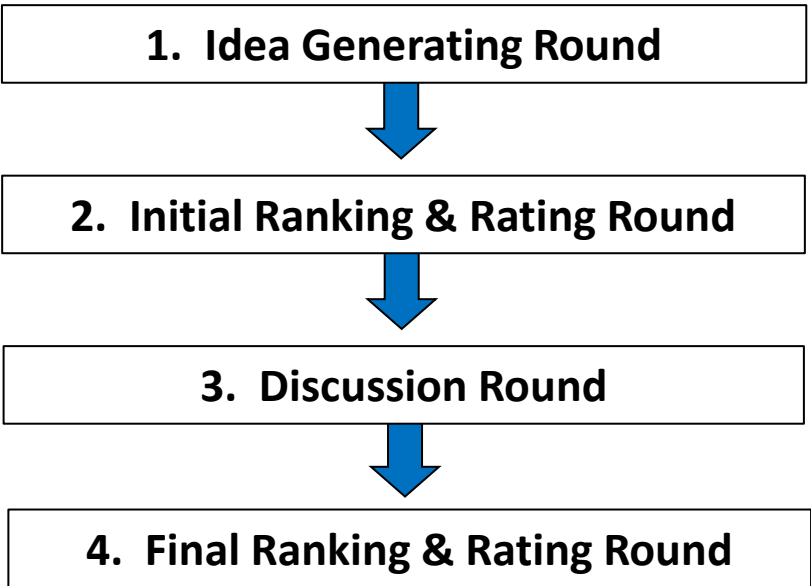 1. Idea Generating Round
2. Initial Ranking & Rating Round
3. Discussion Round
4. Final Ranking & Rating Round